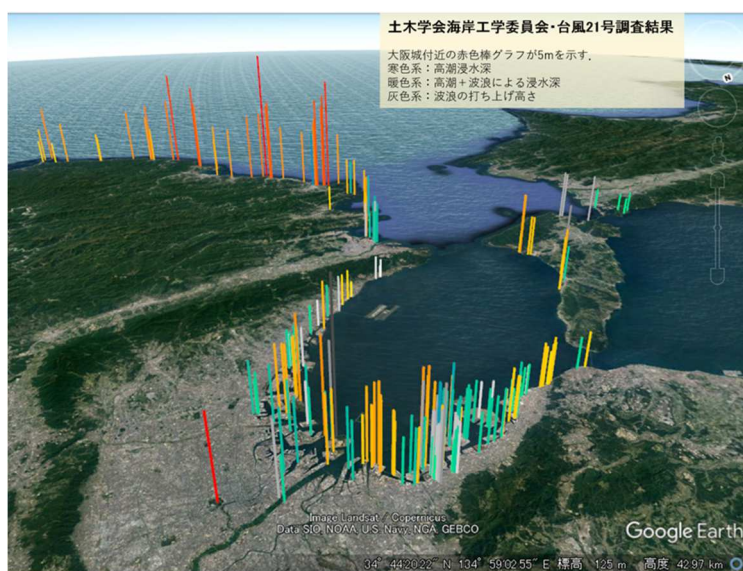 土木学会海岸工学委員会・台風21号調査結果
大阪城付近の赤色棒グラフが5mを示す.
寒色系：高潮浸水深
暖色系：高潮＋波浪による浸水深
灰色系：波浪の打ち上げ高さ
N
Image Landsat / Copernicus
Data SIO, NOAA, U.S. Navy, NGA, GEBCO
Google Earth
34° 44'20.22" N 134° 59'02.55" E 標高 125 m 高度 42.97 km